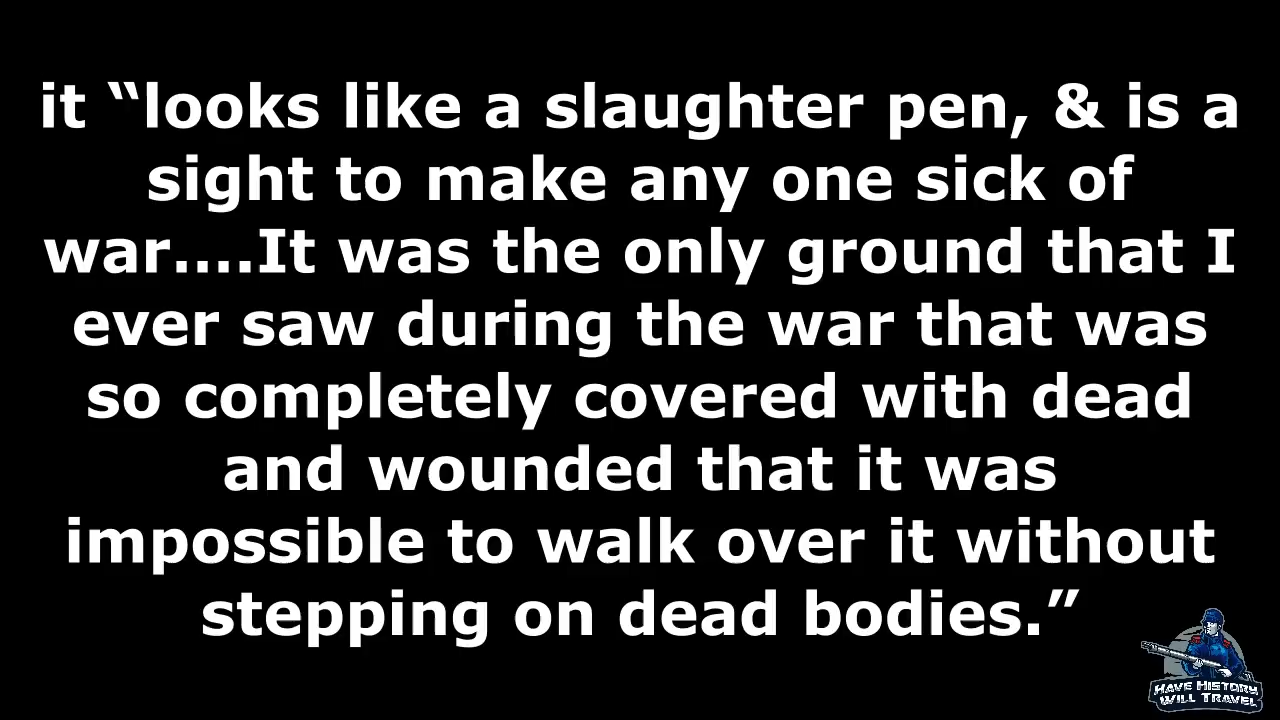 it “looks like a slaughter pen, & is a
sight to make any one sick of
war....It was the only ground that I
ever saw during the war that was
so completely covered with dead
and wounded that it was
impossible to walk over it without
stepping on dead bodies.”
HAVE HISTORY
WILL TRAVEL